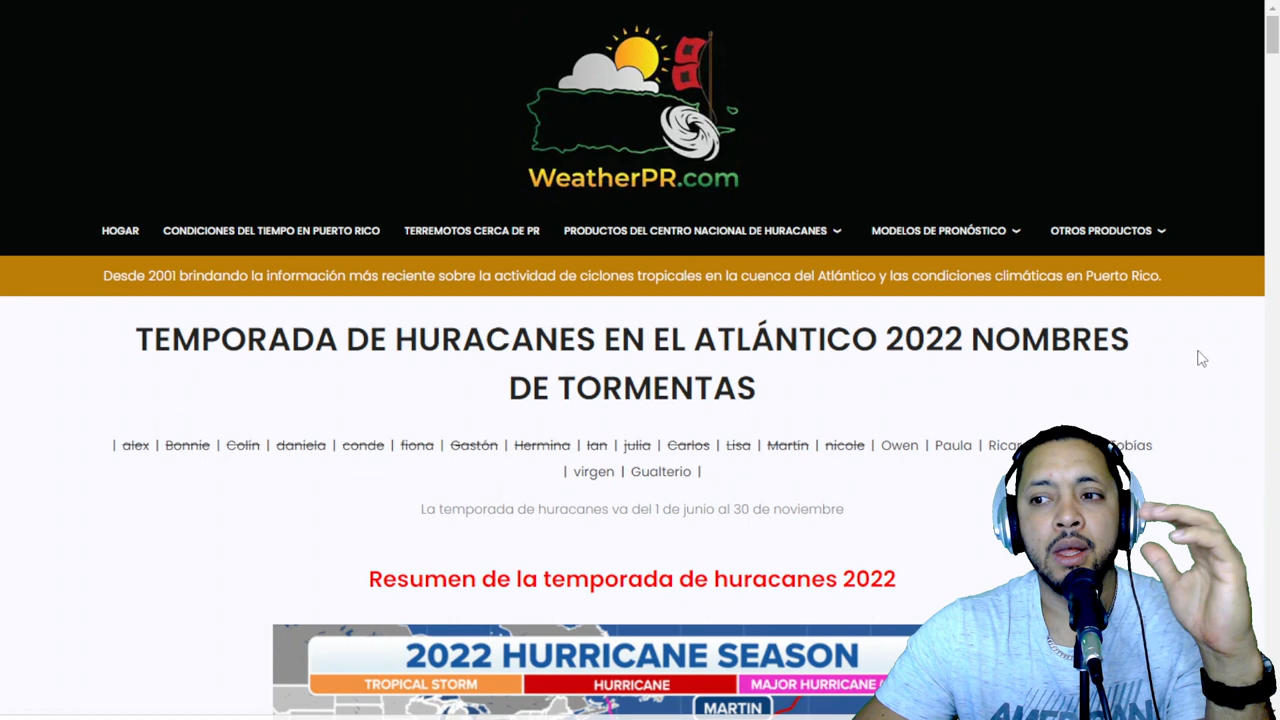 WeatherPR.com
HOGAR CONDICIONES DEL TIEMPO EN PUERTO RICO TERREMOTOS CERCA DE PR PRODUCTOS DEL CENTRO NACIONAL DE HURACANES MODELOS DE PRONÓSTICO OTROS PRODUCTOS
Desde 2001 brindando la información más reciente sobre la actividad de ciclones tropicales en la cuenca del Atlántico y las condiciones climáticas en Puerto Rico.
TEMPORADA DE HURACANES EN EL ATLÁNTICO 2022 NOMBRES
DE TORMENTAS
| alex | Bonnie | Colin | daniela | conde | fiona | Gastón | Hermina | Ian | julia | Carlos | Lisa | Martín | nicole | Owen | Paula |
| virgen | Gualterio |
La temporada de huracanes va del 1 de junio al 30 de noviembre
Resumen de la temporada de huracanes 2022
2022 HURRICANE SEASON
TROPICAL STORM HURRICANE MAJOR HURRICANE
MARTIN
AMERICAN